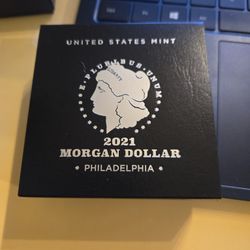 UNITED STATES MINT
E·PLURIBUS·UNUM
LIBERTY
2021
MORGAN DOLLAR
• PHILADELPHIA •